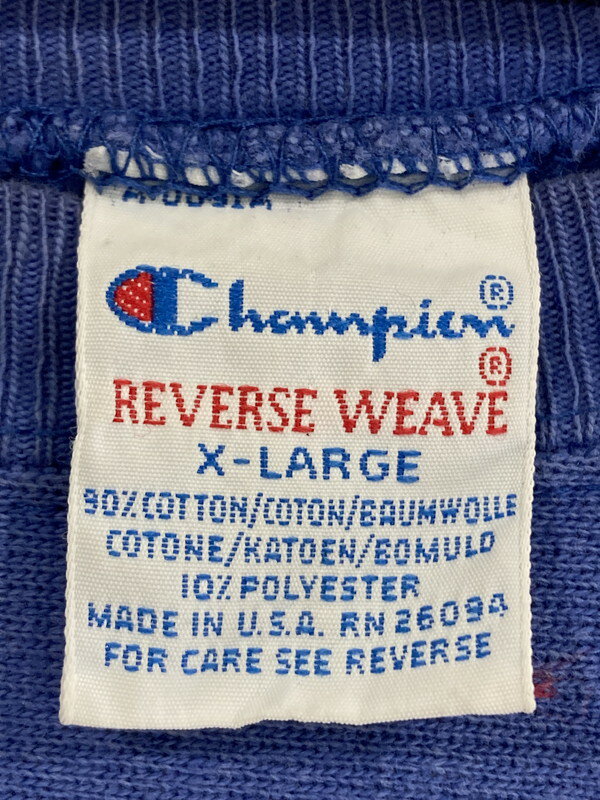 Champion®
REVERSE WEAVE®
X-LARGE
90% COTTON/COTON/BAUMWOLLE
COTONE/KATOEN/BOMULD
10% POLYESTER
MADE IN U.S.A. RN 26094
FOR CARE SEE REVERSE